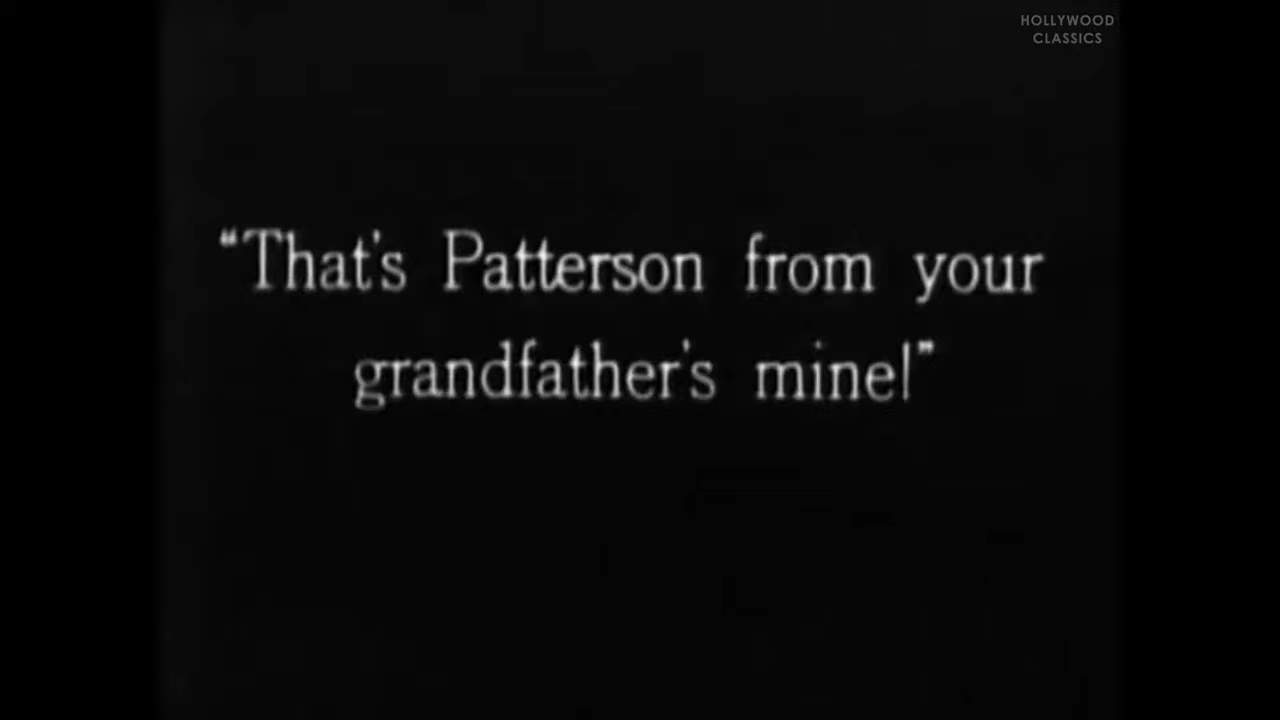 HOLLYWOOD
CLASSICS
“That's Patterson from your
grandfather's mine!”